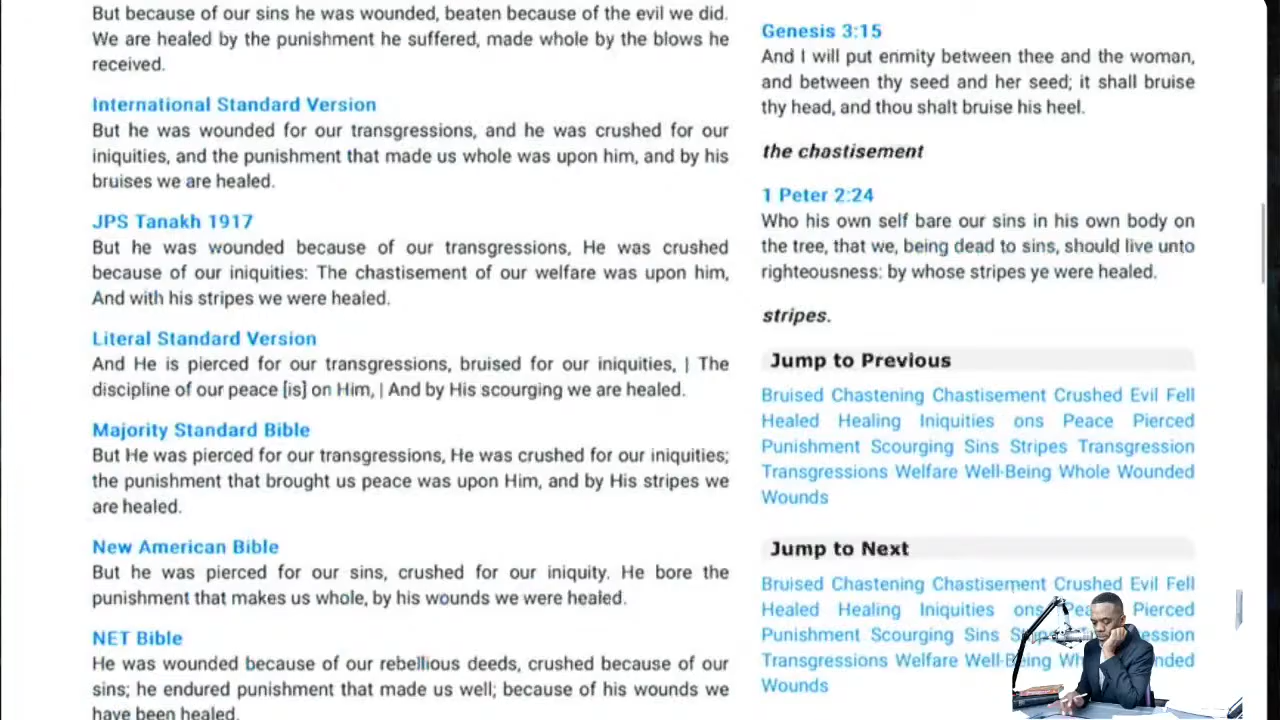 But because of our sins he was wounded, beaten because of the evil we did.
We are healed by the punishment he suffered, made whole by the blows he
received.
International Standard Version
But he was wounded for our transgressions, and he was crushed for our
iniquities, and the punishment that made us whole was upon him, and by his
bruises we are healed.
JPS Tanakh 1917
But he was wounded because of our transgressions, He was crushed
because of our iniquities: The chastisement of our welfare was upon him,
And with his stripes we were healed.
Literal Standard Version
And He is pierced for our transgressions, bruised for our iniquities, | The
discipline of our peace [is] on Him, | And by His scourging we are healed.
Majority Standard Bible
But He was pierced for our transgressions, He was crushed for our iniquities;
the punishment that brought us peace was upon Him, and by His stripes we
are healed.
New American Bible
But he was pierced for our sins, crushed for our iniquity. He bore the
punishment that makes us whole, by his wounds we were healed.
NET Bible
He was wounded because of our rebellious deeds, crushed because of our
sins; he endured punishment that made us well; because of his wounds we
have been healed.
Genesis 3:15
And I will put enmity between thee and the woman,
and between thy seed and her seed; it shall bruise
thy head, and thou shalt bruise his heel.
the chastisement
1 Peter 2:24
Who his own self bare our sins in his own body on
the tree, that we, being dead to sins, should live unto
righteousness: by whose stripes ye were healed.
stripes.
Jump to Previous
Bruised Chastening Chastisement Crushed Evil Fell
Healed Healing Iniquities ons Peace Pierced
Punishment Scourging Sins Stripes Transgression
Transgressions Welfare Well-Being Whole Wounded
Wounds
Jump to Next
Bruised Chastening Chastisement Crushed Evil Fell
Healed Healing Iniquities ons Pierced
Punishment Scourging Sins
Transgressions Welfare Well-Being
Wounds